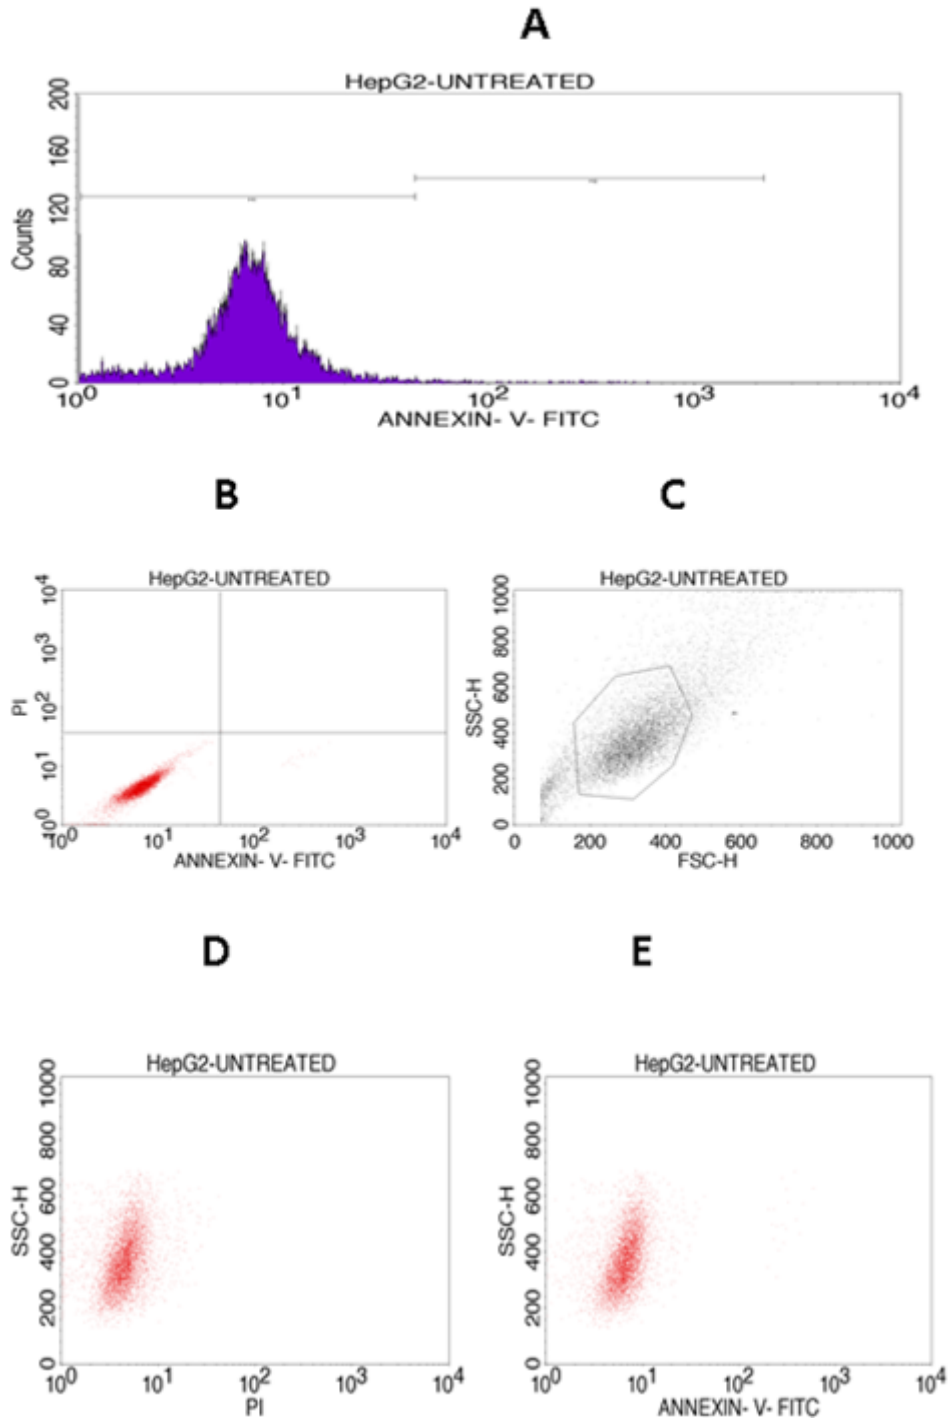 A
HepG2-UNTREATED
200
160
120
80
40
0
Counts
10^0 10^1 10^2 10^3 10^4
ANNEXIN- V- FITC
B
HepG2-UNTREATED
10^4
10^3
10^2
10^1
10^0
PI
10^0 10^1 10^2 10^3 10^4
ANNEXIN- V- FITC
C
HepG2-UNTREATED
1000
800
600
400
200
0
SSC-H
0 200 400 600 800 1000
FSC-H
D
HepG2-UNTREATED
1000
800
600
400
200
0
SSC-H
10^0 10^1 10^2 10^3 10^4
PI
E
HepG2-UNTREATED
1000
800
600
400
200
0
SSC-H
10^0 10^1 10^2 10^3 10^4
ANNEXIN- V- FITC